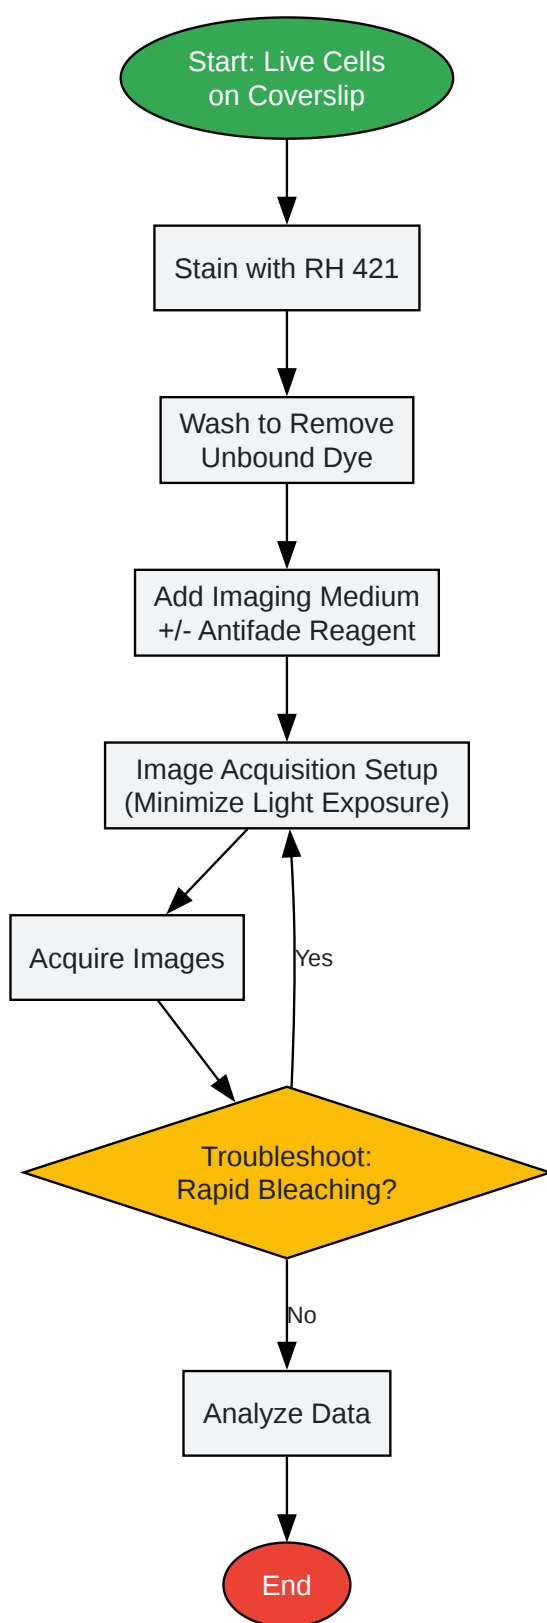 Start: Live Cells
on Coverslip
Stain with RH 421
Wash to Remove
Unbound Dye
Add Imaging Medium
+/- Antifade Reagent
Image Acquisition Setup
(Minimize Light Exposure)
Acquire Images
Yes
Troubleshoot:
Rapid Bleaching?
No
Analyze Data
End